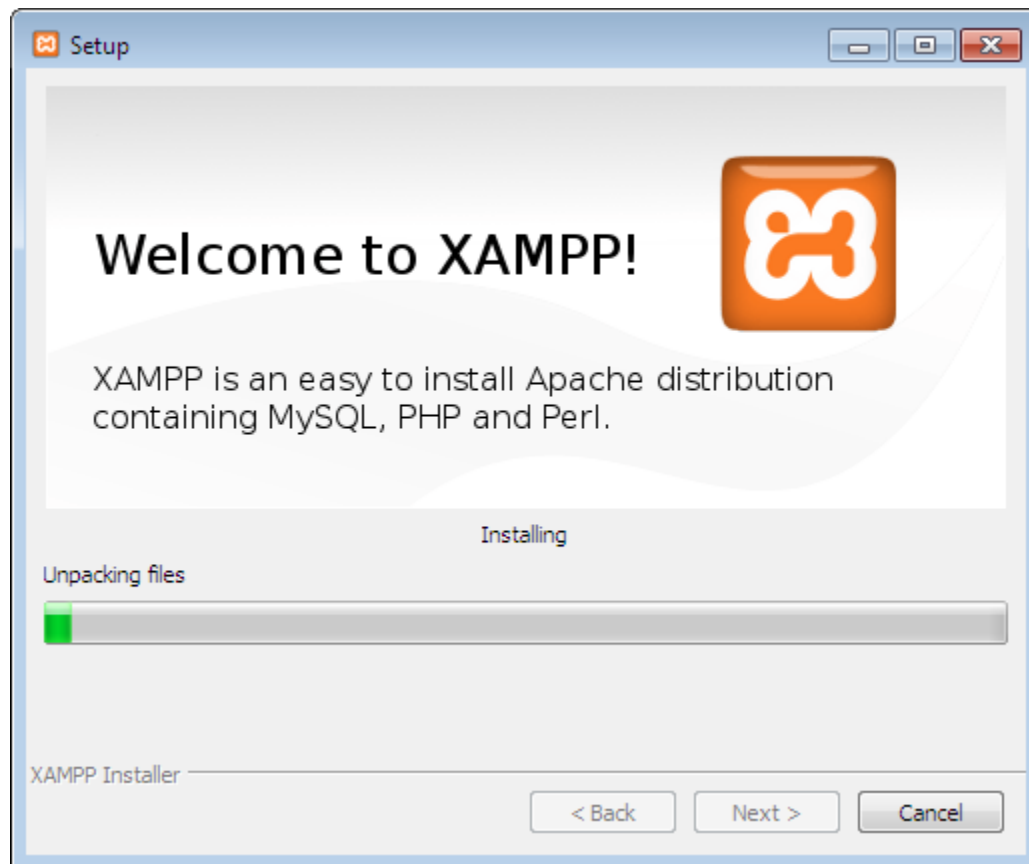 Setup
Welcome to XAMPP!
XAMPP is an easy to install Apache distribution
containing MySQL, PHP and Perl.
Installing
Unpacking files
XAMPP Installer
< Back
Next >
Cancel